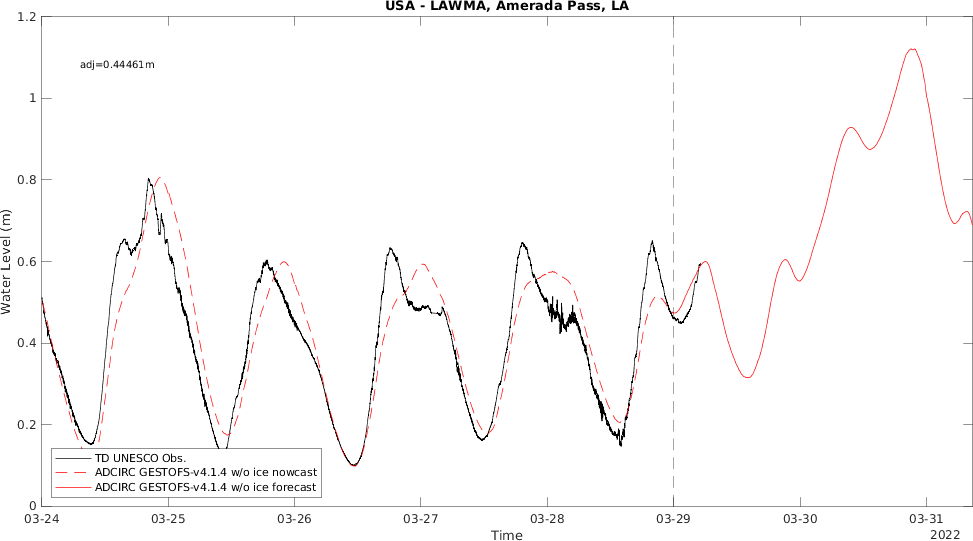 USA - LAWMA, Amerada Pass, LA
adj=0.44461m
Water Level (m)
1.2
1
0.8
0.6
0.4
0.2
0
TD UNESCO Obs.
ADCIRC GESTOFS-v4.1.4 w/o ice nowcast
ADCIRC GESTOFS-v4.1.4 w/o ice forecast
03-24 03-25 03-26 03-27 03-28 03-29 03-30 03-31
Time
2022